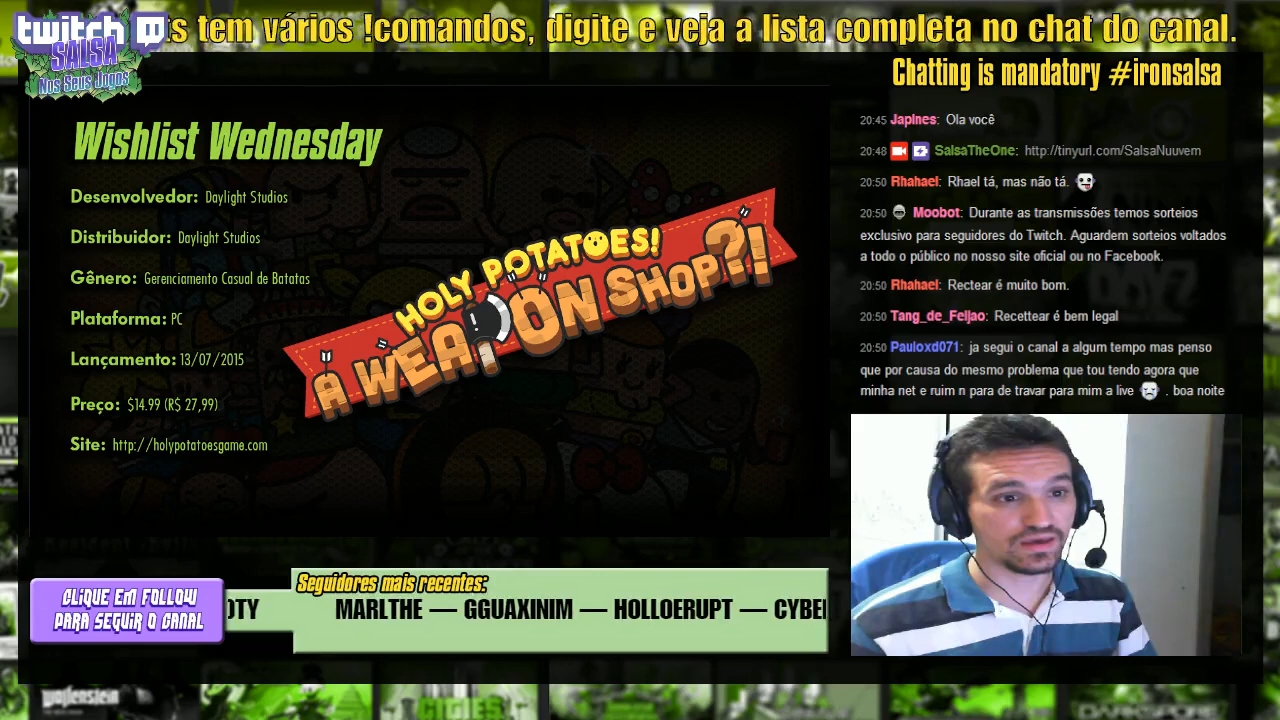 ts tem vários !comandos, digite e veja a lista completa no chat do canal.
twitch
SALSA
Nos Seus Jogos
Chatting is mandatory #ironsalsa
Wishlist Wednesday
Desenvolvedor: Daylight Studios
Distribuidor: Daylight Studios
Gênero: Gerenciamento Casual de Batatas
Plataforma: PC
Lançamento: 13/07/2015
Preço: $14.99 (R$ 27,99)
Site: http://holypotatoesgame.com
HOLY POTATOES!
A WEAPON SHOP?!
20:45 Japines: Ola você
20:48 SalsaTheOne: http://tinyurl.com/SalsaNuuvem
20:50 Rhahael: Rhael tá, mas não tá.
20:50 Moobot: Durante as transmissões temos sorteios
exclusivo para seguidores do Twitch. Aguardem sorteios voltados
a todo o público no nosso site oficial ou no Facebook.
20:50 Rhahael: Rectear é muito bom.
20:50 Tang_de_Feijao: Recettear é bem legal
20:50 Pauloxd071: ja segui o canal a algum tempo mas penso
que por causa do mesmo problema que tou tendo agora que
minha net e ruim n para de travar para mim a live . boa noite
CLIQUE EM FOLLOW
PARA SEGUIR O CANAL
OTY
Seguidores mais recentes:
MARLTHE — GGUAXINIM — HOLLOERUPT — CYBE
Wolfenstein
DARKSPORE